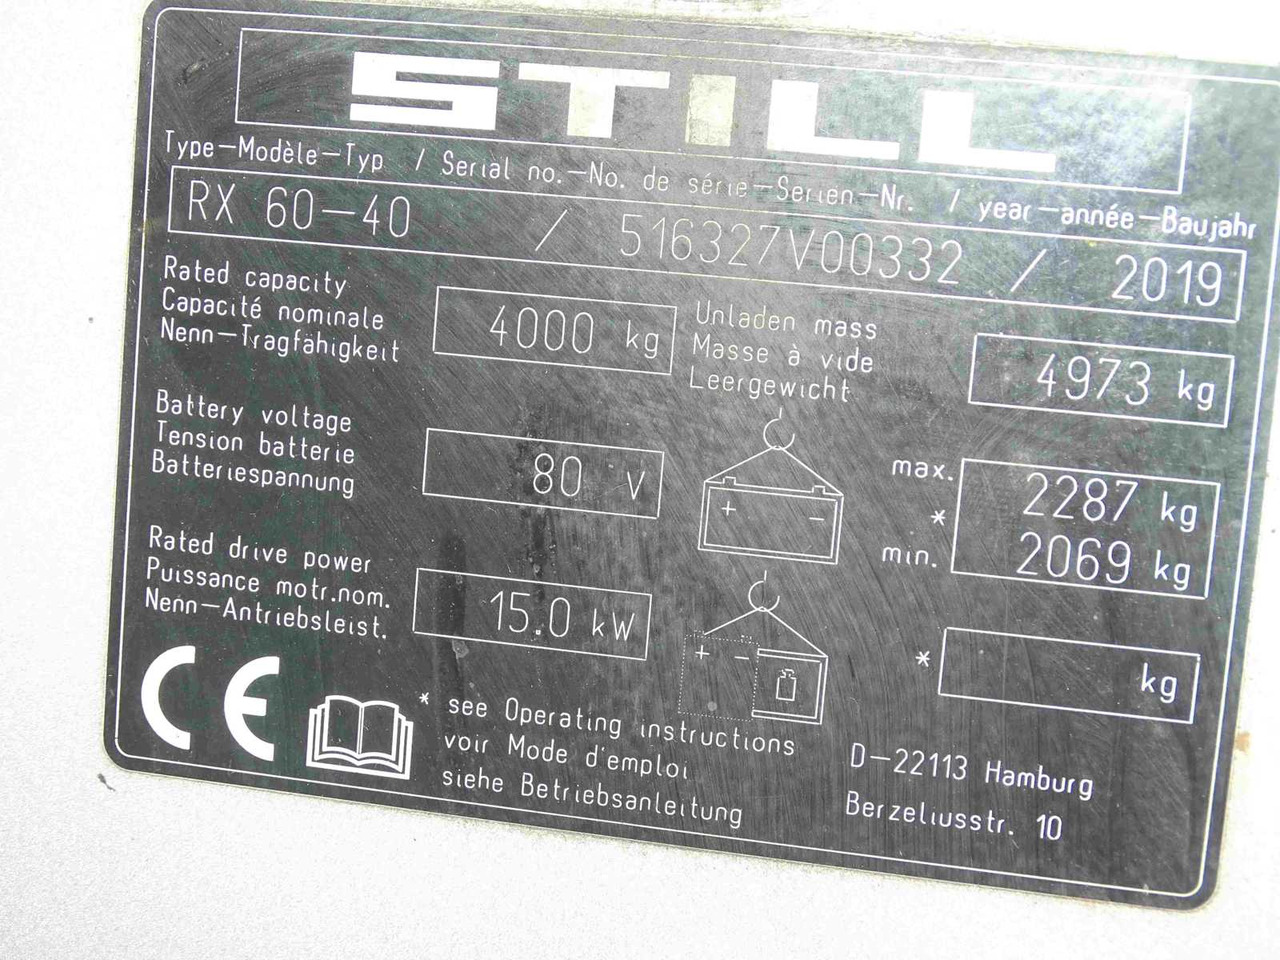 STILL
Type-Modèle-Typ / Serial no.-No. de série-Serien-Nr. / year-année-Baujahr
RX 60-40 / 516327V00332 / 2019
Rated capacity
Capacité nominale
Nenn-Tragfähigkeit
4000 kg
Unladen mass
Masse à vide
Leergewicht
4973 kg
Battery voltage
Tension batterie
Batteriespannung
80 V
+ -
max. 2287 kg
*
min. 2069 kg
Rated drive power
Puissance motr.nom.
Nenn-Antriebsleist.
15.0 kW
+ -
* kg
CE
* see Operating instructions
voir Mode d'emploi
siehe Betriebsanleitung
D-22113 Hamburg
Berzeliusstr. 10